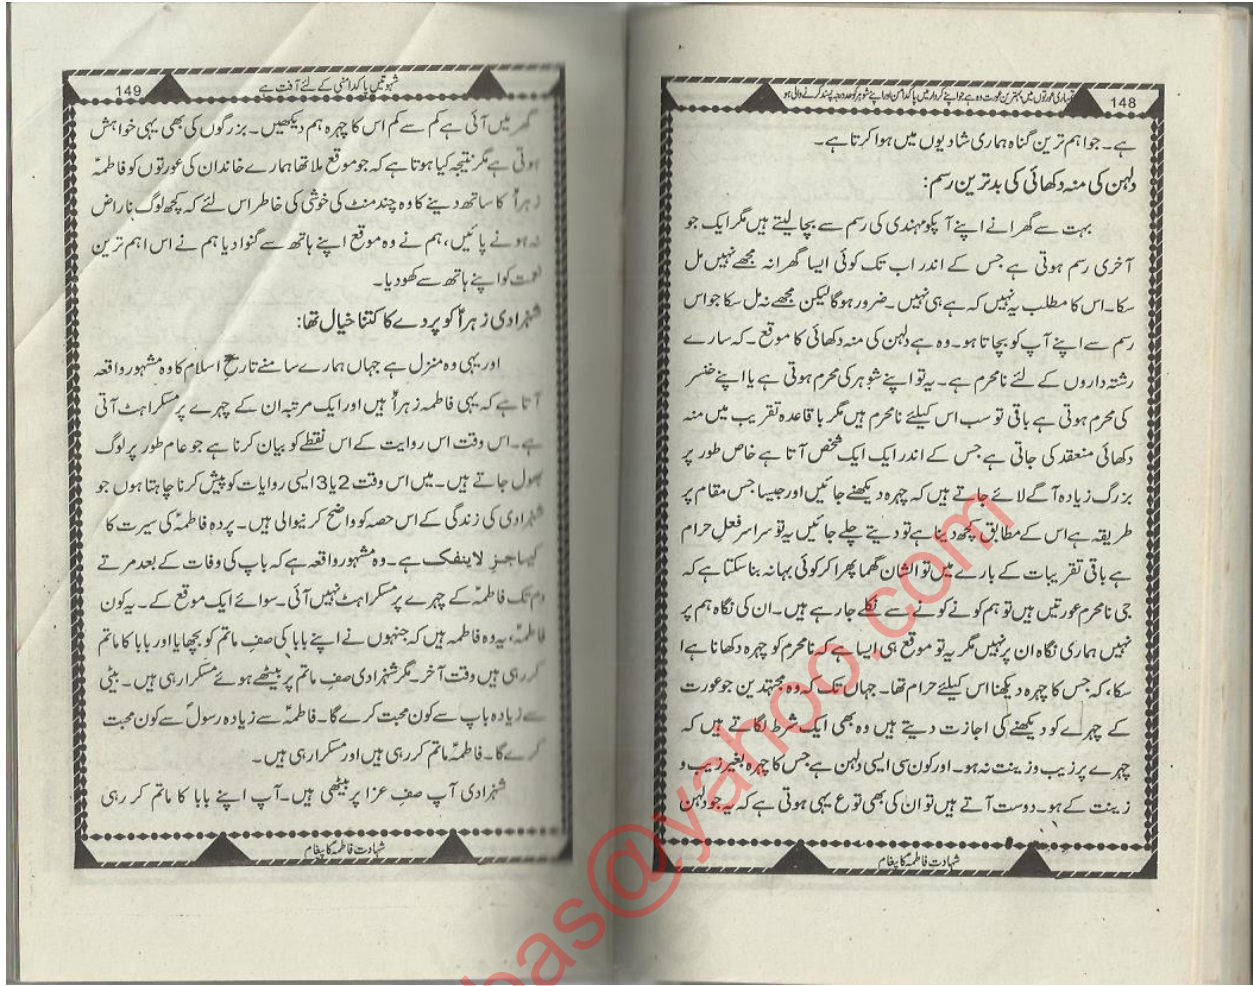 148
تمہاری عورتوں میں بہترین عورت وہ ہے جو اپنے کردار میں پاکدامن اور اپنے شوہر کو حد درجہ پسند کرنے والی ہو
ہے۔ جو اہم ترین گناہ ہماری شادیوں میں ہوا کرتا ہے۔
دلہن کی منہ دکھائی کی بدترین رسم:
بہت سے گھرانے اپنے آپکو مہندی کی رسم سے بچا لیتے ہیں مگر ایک جو
آخری رسم ہوتی ہے جس کے اندر اب تک کوئی ایسا گھرانہ مجھے نہیں مل
سکا۔ اس کا مطلب یہ نہیں کہ ہے ہی نہیں۔ ضرور ہوگا لیکن مجھے نہ مل سکا جو اس
رسم سے اپنے آپ کو بچاتا ہو۔ وہ ہے دلہن کی منہ دکھائی کا موقع۔ کہ سارے
رشتہ داروں کے لئے نامحرم ہے۔ یہ تو اپنے شوہر کی محرم ہوتی ہے یا اپنے خسر
کی محرم ہوتی ہے باقی تو سب اس کیلئے نامحرم ہیں مگر باقاعدہ تقریب میں منہ
دکھائی منعقد کی جاتی ہے جس کے اندر ایک ایک شخص آتا ہے خاص طور پر
بزرگ زیادہ آگے لائے جاتے ہیں کہ چہرہ دیکھنے جائیں اور جیسا جس مقام پر
طریقہ ہے اس کے مطابق کچھ دینا ہے تو دیتے چلے جائیں یہ تو سراسر فعلِ حرام
ہے باقی تقریبات کے بارے میں تو انسان گھما پھرا کر کوئی بہانہ بنا سکتا ہے کہ
جی نامحرم عورتیں ہیں تو ہم کونے کونے سے نکلے جا رہے ہیں۔ ان کی نگاہ ہم پر
نہیں ہماری نگاہ ان پر نہیں مگر یہ تو موقع ہی ایسا ہے کہ نامحرم کو چہرہ دکھانا ہے ا
سکا، کہ جس کا چہرہ دیکھنا اس کیلئے حرام تھا۔ جہاں تک کہ وہ مجتہدین جو عورت
کے چہرے کو دیکھنے کی اجازت دیتے ہیں وہ بھی ایک شرط لگاتے ہیں کہ
چہرے پر زیب و زینت نہ ہو۔ اور کون سی ایسی دلہن ہے جس کا چہرہ بغیر زیب و
زینت کے ہو۔ دوست آتے ہیں تو ان کی بھی توقع یہی ہوتی ہے کہ یہ جو دلہن
شہادت فاطمہؑ کا پیغام
149
شہوتیں پاکدامنی کے لئے آفت ہے
گھر میں آئی ہے کم سے کم اس کا چہرہ ہم دیکھیں۔ بزرگوں کی بھی یہی خواہش
ہوتی ہے مگر نتیجہ کیا ہوتا ہے کہ جو موقع ملا تھا ہمارے خاندان کی عورتوں کو فاطمہؑ
زہراؑ کا ساتھ دینے کا وہ چند منٹ کی خوشی کی خاطر اس لئے کہ کچھ لوگ ناراض
نہ ہونے پائیں، ہم نے وہ موقع اپنے ہاتھ سے گنوا دیا ہم نے اس اہم ترین
نعمت کو اپنے ہاتھ سے کھو دیا۔
شہزادی زہراؑ کو پردے کا کتنا خیال تھا:
اور یہی وہ منزل ہے جہاں ہمارے سامنے تاریخِ اسلام کا وہ مشہور واقعہ
آتا ہے کہ یہی فاطمہ زہراؑ ہیں اور ایک مرتبہ ان کے چہرے پر مسکراہٹ آتی
ہے۔ اس وقت اس روایت کے اس نقطے کو بیان کرنا ہے جو عام طور پر لوگ
بھول جاتے ہیں۔ میں اس وقت 2 یا 3 ایسی روایات کو پیش کرنا چاہتا ہوں جو
شہزادی کی زندگی کے اس حصہ کو واضح کرنیوالی ہیں۔ پردہ فاطمہؑ کی سیرت کا
کیسا جزِ لاینفک ہے۔ وہ مشہور واقعہ ہے کہ باپ کی وفات کے بعد مرتے
دم تک فاطمہؑ کے چہرے پر مسکراہٹ نہیں آئی۔ سوائے ایک موقع کے۔ یہ کون
فاطمہؑ، یہ وہ فاطمہ ہیں کہ جنہوں نے اپنے بابا کی صفِ ماتم کو بچھایا اور بابا کا ماتم
کر رہی ہیں وقت آخر۔ مگر شہزادی صفِ ماتم پر بیٹھے ہوئے مسکرا رہی ہیں۔ بیٹی
سے زیادہ باپ سے کون محبت کرے گا۔ فاطمہؑ سے زیادہ رسولؐ سے کون محبت
کرے گا۔ فاطمہؑ ماتم کر رہی ہیں اور مسکرا رہی ہیں۔
شہزادی آپ صفِ عزا پر بیٹھی ہیں۔ آپ اپنے بابا کا ماتم کر رہی
شہادت فاطمہؑ کا پیغام
bas@yahoo.com